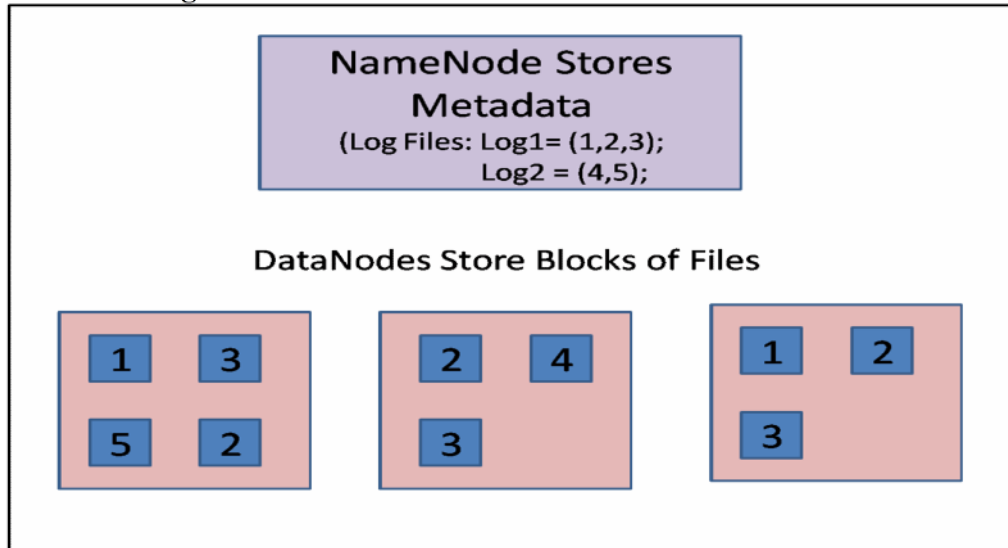 NameNode Stores
Metadata
(Log Files: Log1= (1,2,3);
Log2 = (4,5);
DataNodes Store Blocks of Files
1 3
5 2
2 4
3
1 2
3